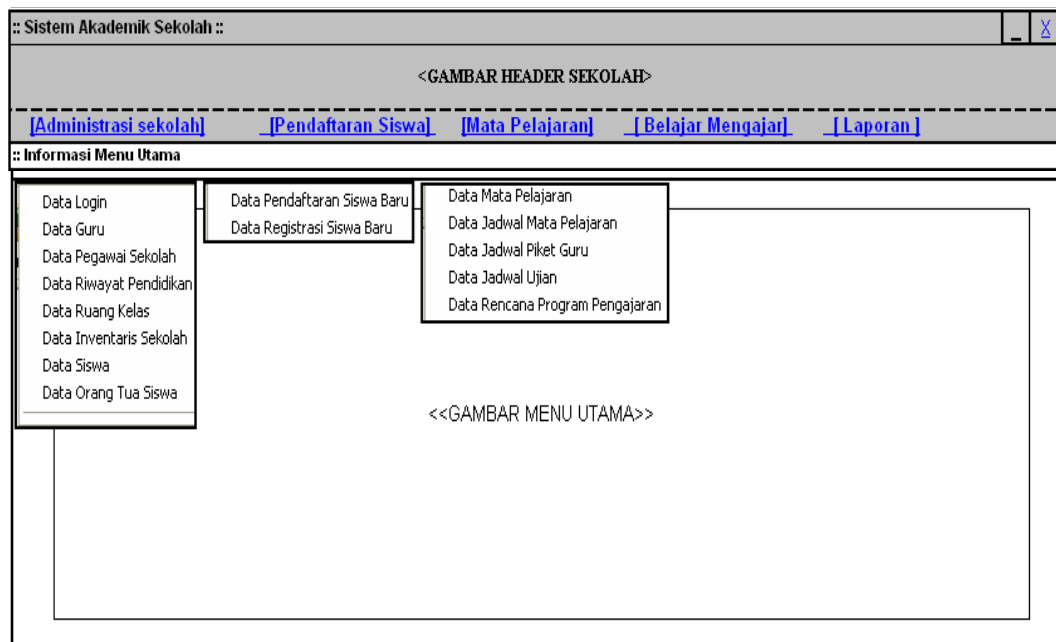 :: Sistem Akademik Sekolah :: _ X
<GAMBAR HEADER SEKOLAH>
[Administrasi sekolah] [Pendaftaran Siswa] [Mata Pelajaran] [ Belajar Mengajar] [ Laporan ]
:: Informasi Menu Utama
Data Login
Data Guru
Data Pegawai Sekolah
Data Riwayat Pendidikan
Data Ruang Kelas
Data Inventaris Sekolah
Data Siswa
Data Orang Tua Siswa
Data Pendaftaran Siswa Baru
Data Registrasi Siswa Baru
Data Mata Pelajaran
Data Jadwal Mata Pelajaran
Data Jadwal Piket Guru
Data Jadwal Ujian
Data Rencana Program Pengajaran
<<GAMBAR MENU UTAMA>>